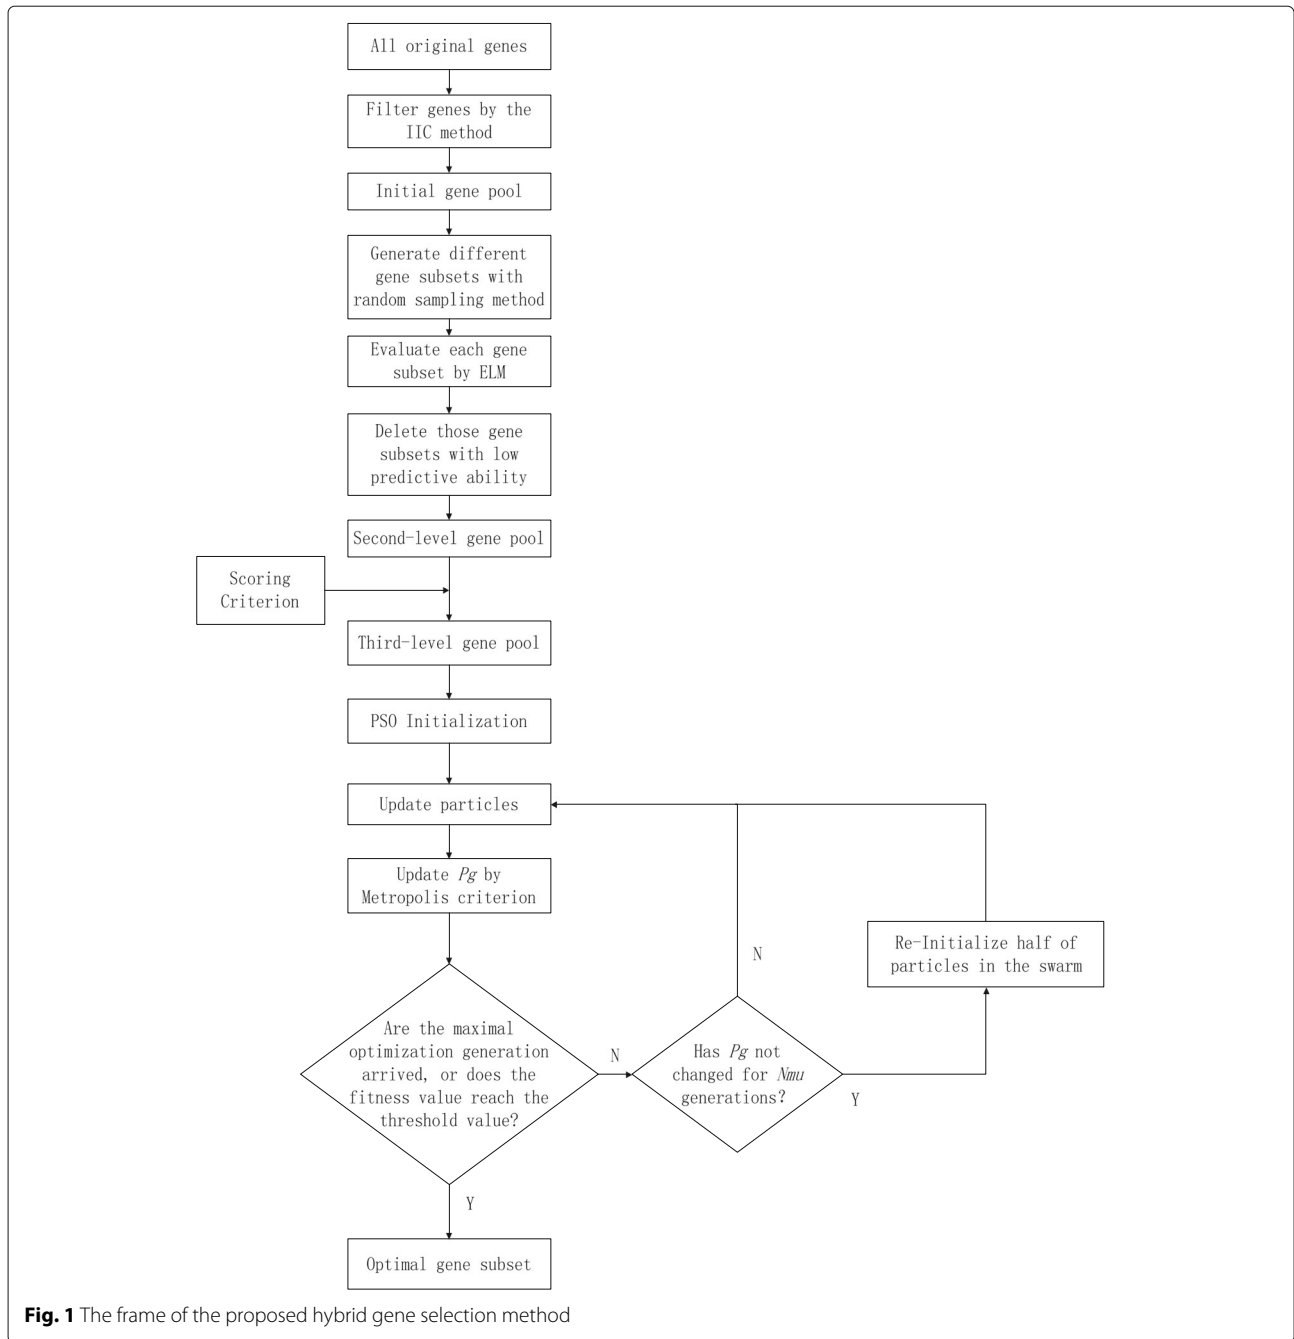 All original genes
Filter genes by the
IIC method
Initial gene pool
Generate different
gene subsets with
random sampling method
Evaluate each gene
subset by ELM
Delete those gene
subsets with low
predictive ability
Second-level gene pool
Scoring
Criterion
Third-level gene pool
PSO Initialization
Update particles
Update Pg by
Metropolis criterion
Re-Initialize half of
particles in the swarm
N
Are the maximal
optimization generation
arrived, or does the
fitness value reach the
threshold value?
N
Has Pg not
changed for Nmu
generations?
Y
Y
Optimal gene subset
Fig. 1 The frame of the proposed hybrid gene selection method